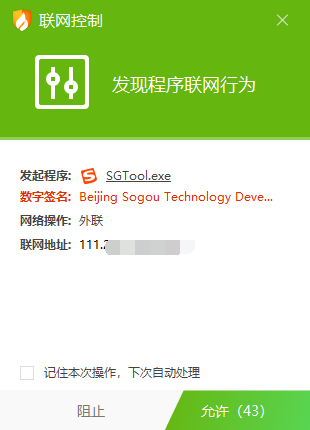 联网控制
发现程序联网行为
发起程序: SGTool.exe
数字签名: Beijing Sogou Technology Deve...
网络操作: 外联
联网地址: 111.
记住本次操作，下次自动处理
阻止
允许（43）